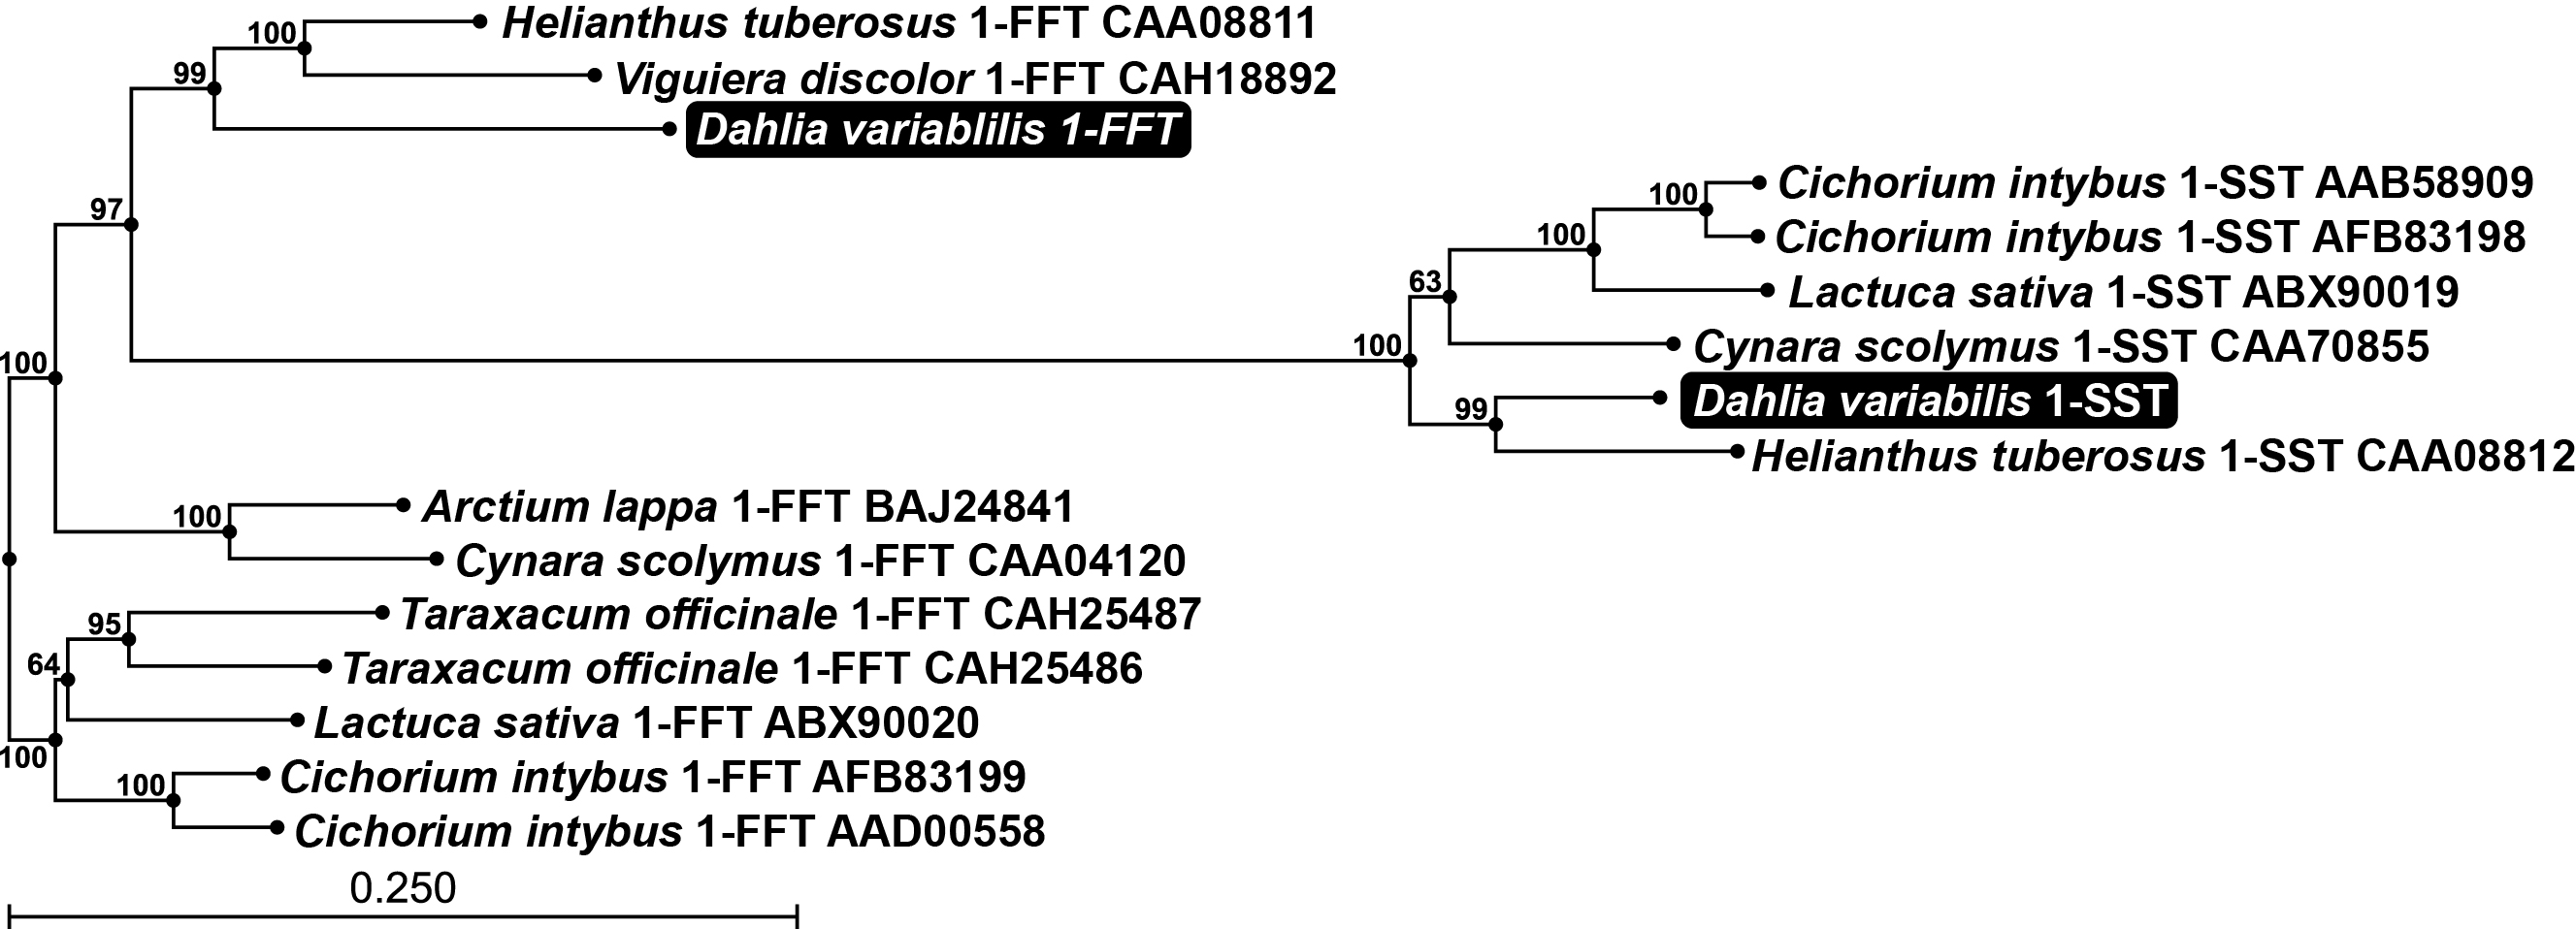 100
Helianthus tuberosus 1-FFT CAA08811
99
Viguiera discolor 1-FFT CAH18892
Dahlia variablilis 1-FFT
97
100
Cichorium intybus 1-SST AAB58909
100
Cichorium intybus 1-SST AFB83198
63
Lactuca sativa 1-SST ABX90019
100
Cynara scolymus 1-SST CAA70855
100
Dahlia variabilis 1-SST
99
Helianthus tuberosus 1-SST CAA08812
100
Arctium lappa 1-FFT BAJ24841
Cynara scolymus 1-FFT CAA04120
95
Taraxacum officinale 1-FFT CAH25487
64
Taraxacum officinale 1-FFT CAH25486
Lactuca sativa 1-FFT ABX90020
100
100
Cichorium intybus 1-FFT AFB83199
Cichorium intybus 1-FFT AAD00558
0.250